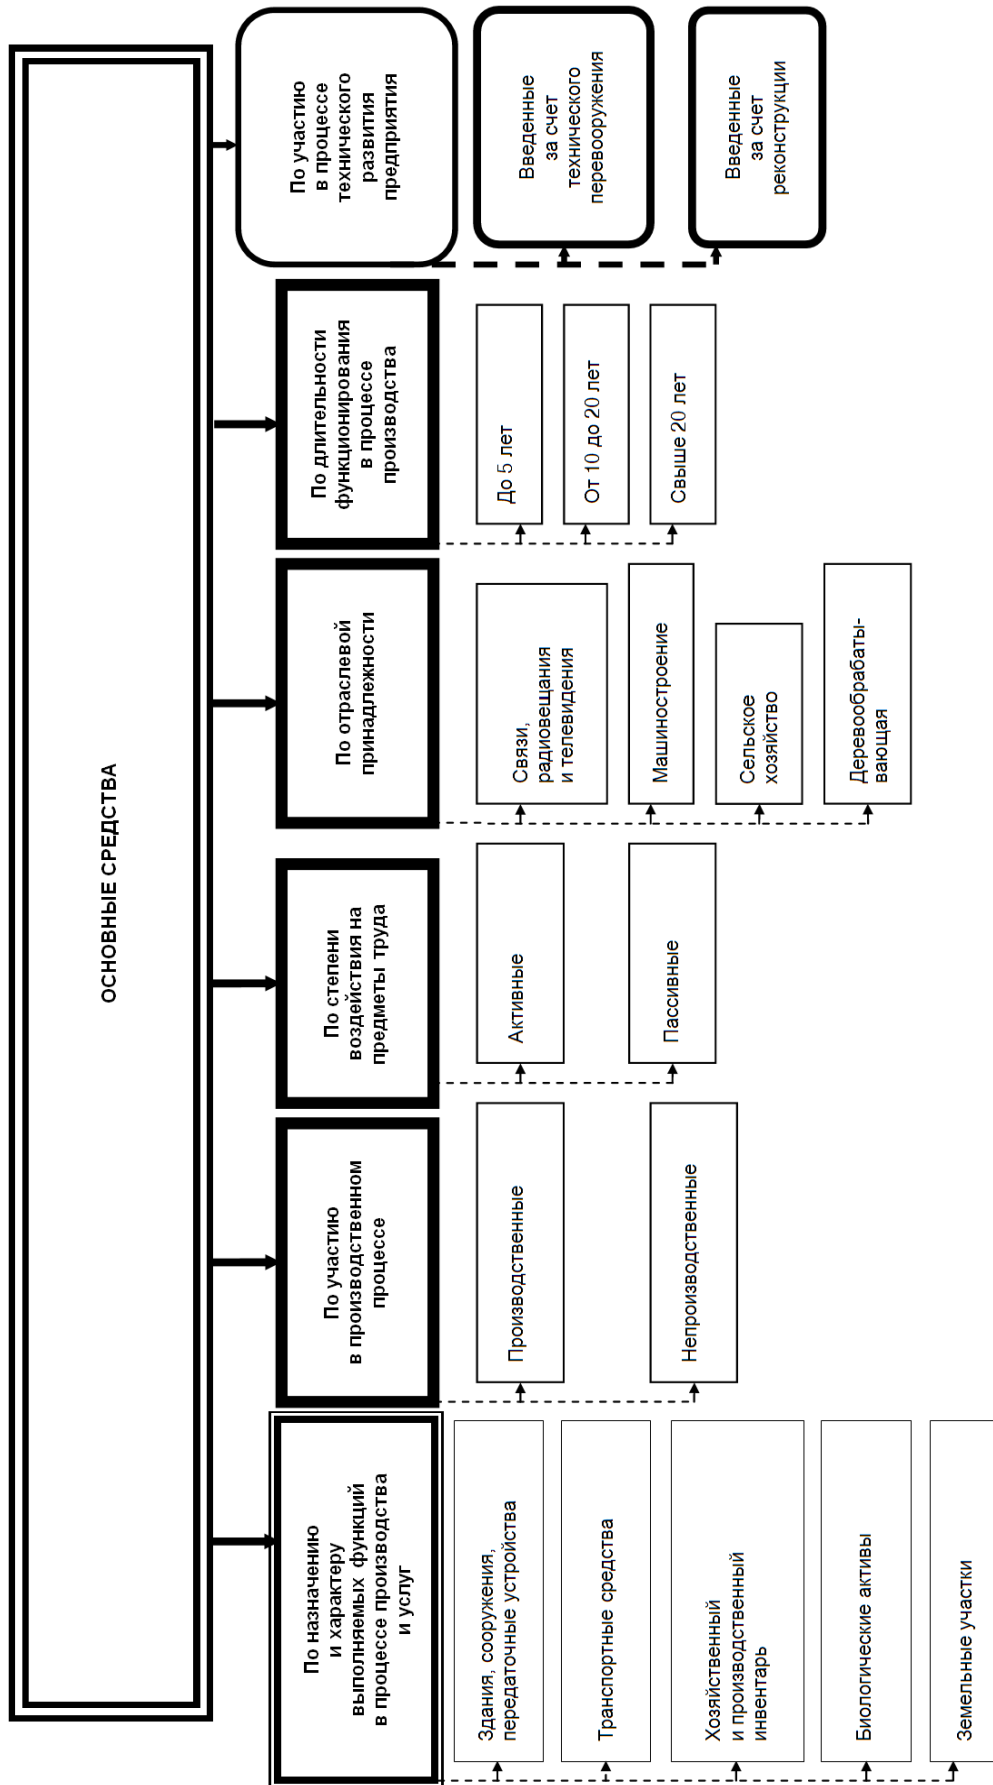 ОСНОВНЫЕ СРЕДСТВА
По назначению
и характеру
выполняемых функций
в процессе производства
и услуг
Здания, сооружения,
передаточные устройства
Транспортные средства
Хозяйственный
и производственный
инвентарь
Биологические активы
Земельные участки
По участию
в производственном
процессе
Производственные
Непроизводственные
По степени
воздействия на
предметы труда
Активные
Пассивные
По отраслевой
принадлежности
Связи,
радиовещания
и телевидения
Машиностроение
Сельское
хозяйство
Деревообрабаты-
вающая
По длительности
функционирования
в процессе
производства
До 5 лет
От 10 до 20 лет
Свыше 20 лет
По участию
в процессе
технического
развития
предприятия
Введенные
за счет
технического
перевооружения
Введенные
за счет
реконструкции